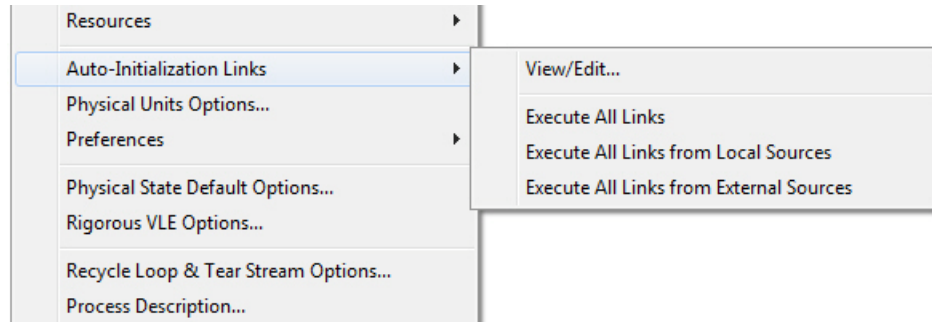 Resources
Auto-Initialization Links
Physical Units Options...
Preferences
Physical State Default Options...
Rigorous VLE Options...
Recycle Loop & Tear Stream Options...
Process Description...
View/Edit...
Execute All Links
Execute All Links from Local Sources
Execute All Links from External Sources